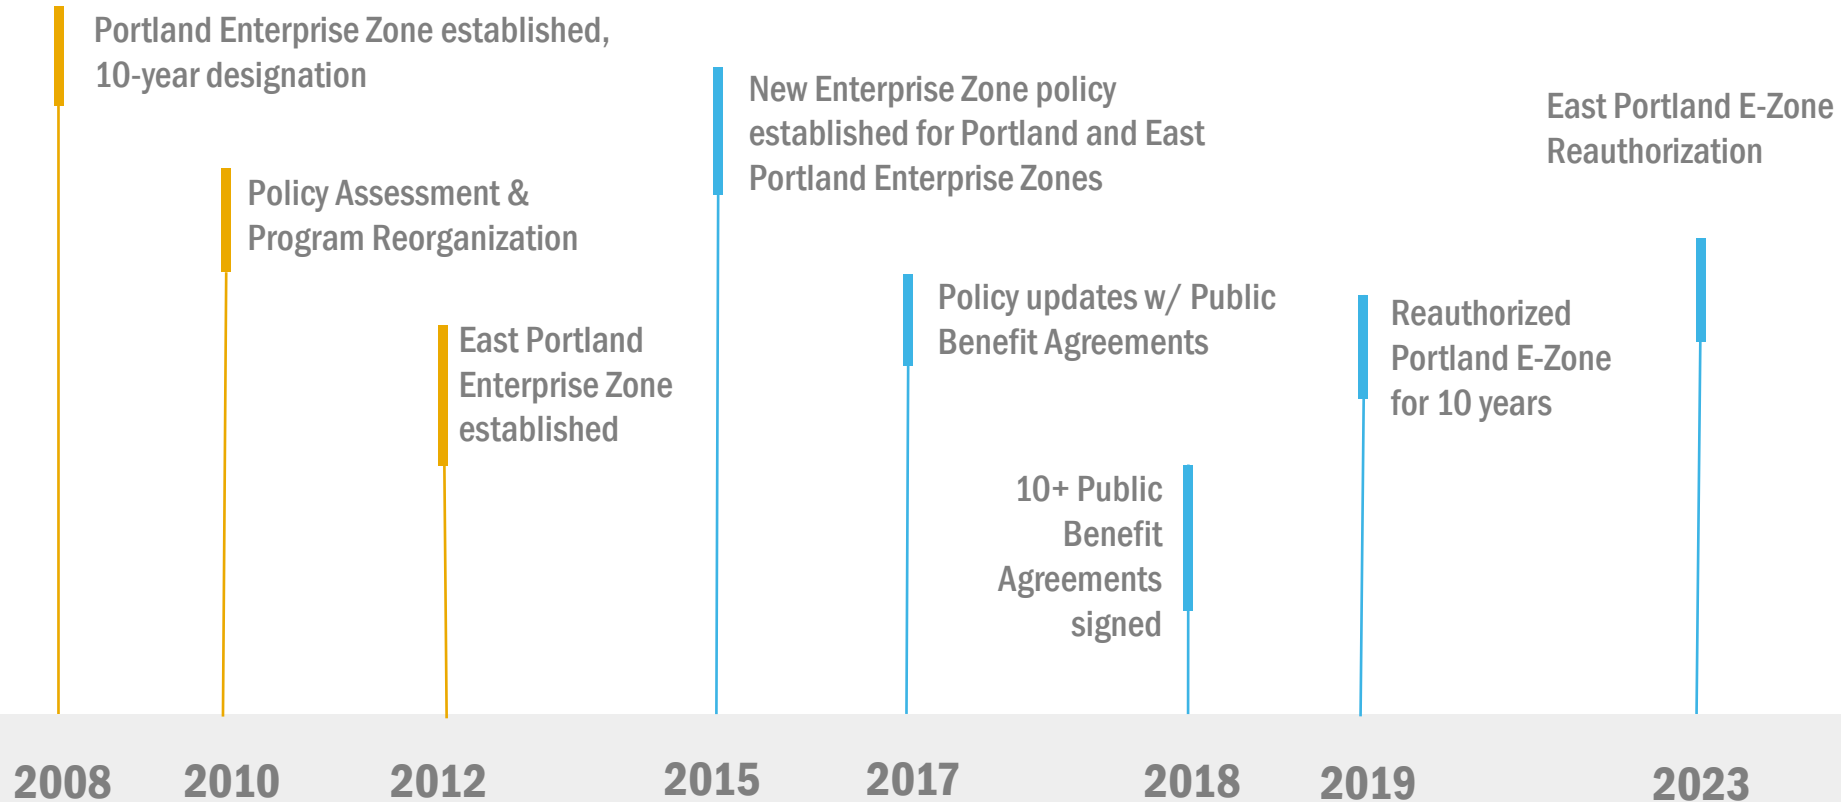 Portland Enterprise Zone established,
10-year designation
Policy Assessment &
Program Reorganization
East Portland
Enterprise Zone
established
New Enterprise Zone policy
established for Portland and East
Portland Enterprise Zones
Policy updates w/ Public
Benefit Agreements
10+ Public
Benefit
Agreements
signed
Reauthorized
Portland E-Zone
for 10 years
East Portland E-Zone
Reauthorization
2008 2010 2012 2015 2017 2018 2019 2023